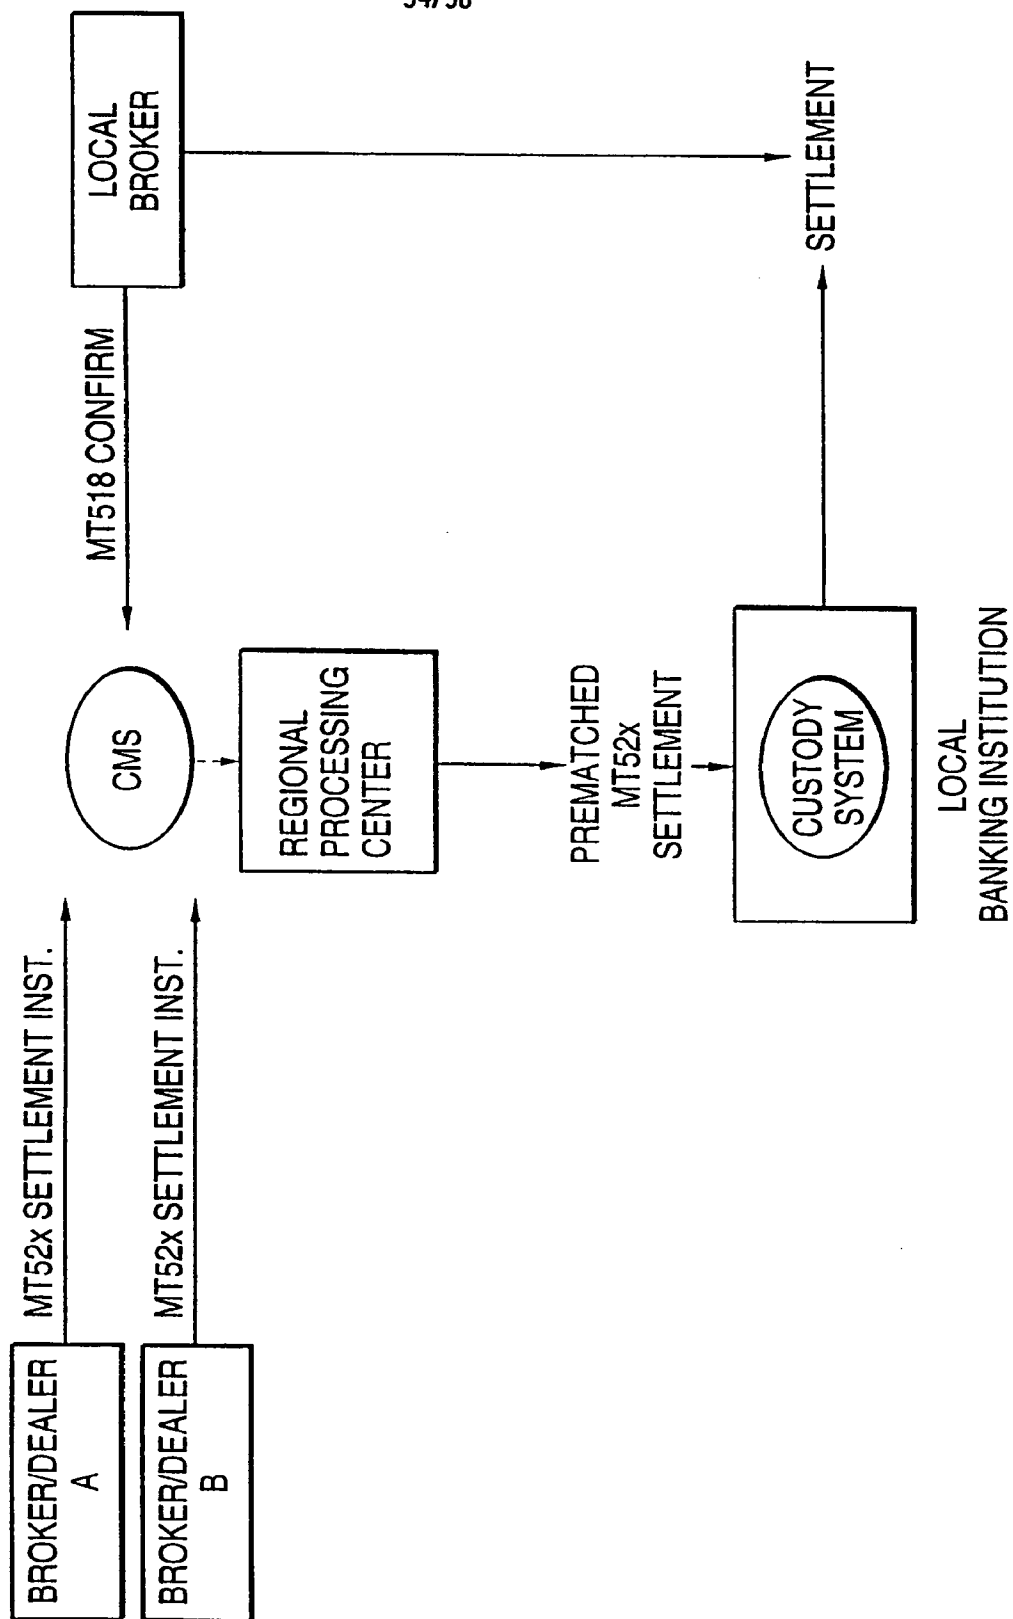 BROKER/DEALER
A
MT52x SETTLEMENT INST.
BROKER/DEALER
B
MT52x SETTLEMENT INST.
CMS
MT518 CONFIRM
LOCAL
BROKER
REGIONAL
PROCESSING
CENTER
PREMATCHED
MT52x
SETTLEMENT
CUSTODY
SYSTEM
LOCAL
BANKING INSTITUTION
SETTLEMENT